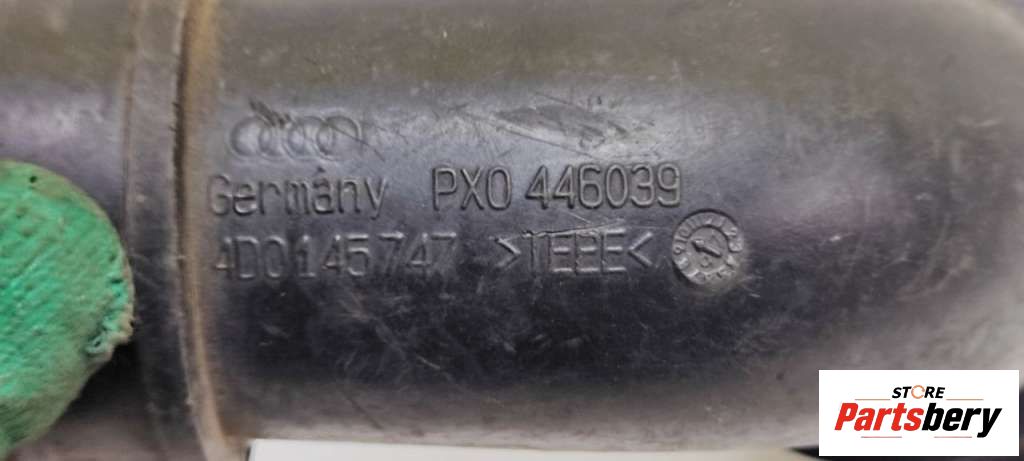 Germany PX0 446039
4D0145747 >TEEE<
STORE
Partsbery